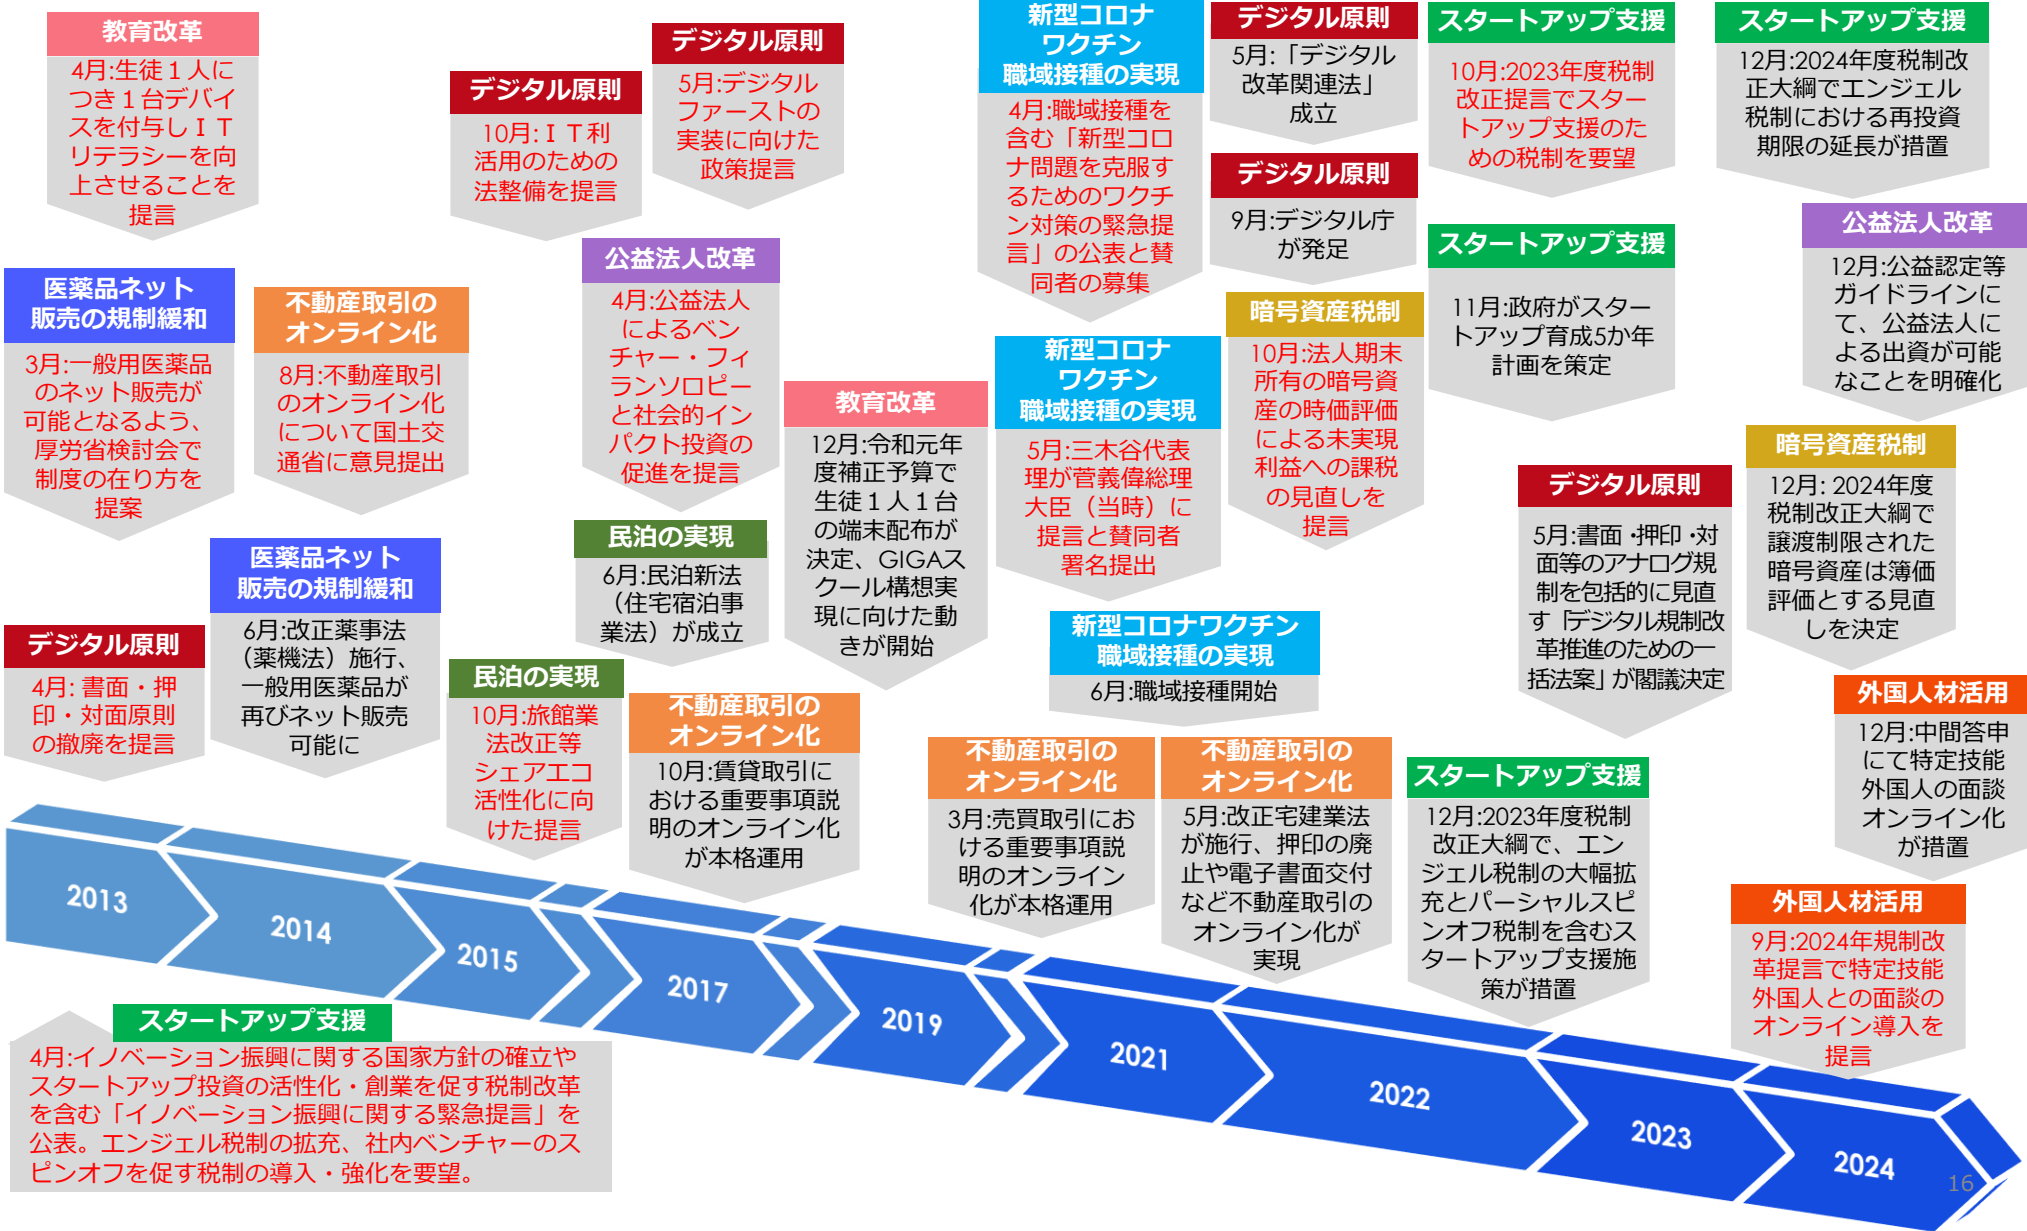 教育改革
4月:生徒１人に
つき１台デバイ
スを付与しＩＴ
リテラシーを向
上させることを
提言
医薬品ネット
販売の規制緩和
3月:一般用医薬品
のネット販売が
可能となるよう、
厚労省検討会で
制度の在り方を
提案
デジタル原則
4月: 書面・押
印・対面原則
の撤廃を提言
不動産取引の
オンライン化
8月:不動産取引
のオンライン化
について国土交
通省に意見提出
医薬品ネット
販売の規制緩和
6月:改正薬事法
（薬機法）施行、
一般用医薬品が
再びネット販売
可能に
デジタル原則
10月:ＩＴ利
活用のための
法整備を提言
民泊の実現
10月:旅館業
法改正等
シェアエコ
活性化に向
けた提言
デジタル原則
5月:デジタル
ファーストの
実装に向けた
政策提言
公益法人改革
4月:公益法人
によるベン
チャー・フィ
ランソロピー
と社会的イン
パクト投資の
促進を提言
民泊の実現
6月:民泊新法
（住宅宿泊事
業法）が成立
不動産取引の
オンライン化
10月:賃貸取引に
おける重要事項説
明のオンライン化
が本格運用
教育改革
12月:令和元年
度補正予算で
生徒１人１台
の端末配布が
決定、GIGAス
クール構想実
現に向けた動
きが開始
新型コロナ
ワクチン
職域接種の実現
4月:職域接種を
含む「新型コロ
ナ問題を克服す
るためのワクチ
ン対策の緊急提
言」の公表と賛
同者の募集
新型コロナ
ワクチン
職域接種の実現
5月:三木谷代表
理が菅義偉総理
大臣（当時）に
提言と賛同者
署名提出
新型コロナワクチン
職域接種の実現
6月:職域接種開始
不動産取引の
オンライン化
3月:売買取引にお
ける重要事項説
明のオンライン
化が本格運用
デジタル原則
5月:「デジタル
改革関連法」
成立
デジタル原則
9月:デジタル庁
が発足
暗号資産税制
10月:法人期末
所有の暗号資
産の時価評価
による未実現
利益への課税
の見直しを
提言
不動産取引の
オンライン化
5月:改正宅建業法
が施行、押印の廃
止や電子書面交付
など不動産取引の
オンライン化が
実現
スタートアップ支援
10月:2023年度税制
改正提言でスター
トアップ支援のた
めの税制を要望
スタートアップ支援
11月:政府がスター
トアップ育成5か年
計画を策定
スタートアップ支援
12月:2023年度税制
改正大綱で、エン
ジェル税制の大幅拡
充とパーシャルスピ
ンオフ税制を含むス
タートアップ支援施
策が措置
デジタル原則
5月:書面・押印・対
面等のアナログ規
制を包括的に見直
す「デジタル規制改
革推進のための一
括法案」が閣議決定
スタートアップ支援
12月:2024年度税制改
正大綱でエンジェル
税制における再投資
期限の延長が措置
公益法人改革
12月:公益認定等
ガイドラインに
て、公益法人に
よる出資が可能
なことを明確化
暗号資産税制
12月: 2024年度
税制改正大綱で
譲渡制限された
暗号資産は簿価
評価とする見直
しを決定
外国人材活用
12月:中間答申
にて特定技能
外国人の面談
オンライン化
が措置
外国人材活用
9月:2024年規制改
革提言で特定技能
外国人との面談の
オンライン導入を
提言
2013
2014
2015
2017
2019
2021
2022
2023
2024
スタートアップ支援
4月:イノベーション振興に関する国家方針の確立や
スタートアップ投資の活性化・創業を促す税制改革
を含む「イノベーション振興に関する緊急提言」を
公表。エンジェル税制の拡充、社内ベンチャーのス
ピンオフを促す税制の導入・強化を要望。
16